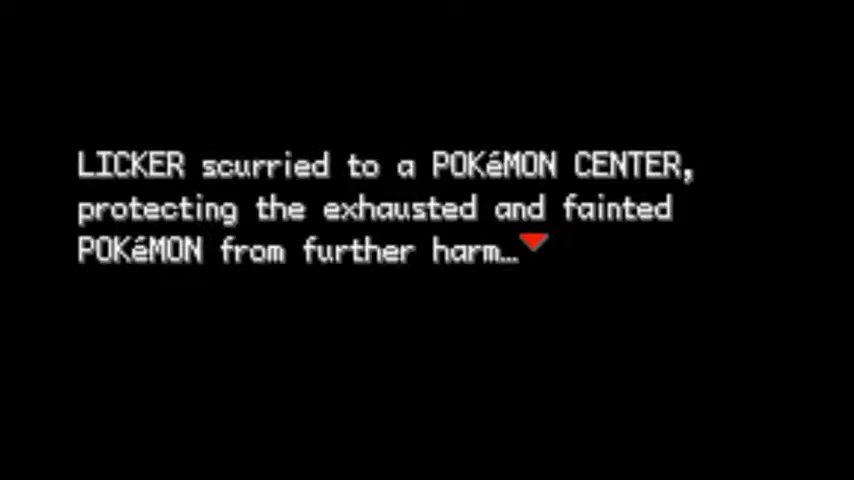 LICKER scurried to a POKéMON CENTER,
protecting the exhausted and fainted
POKéMON from further harm…